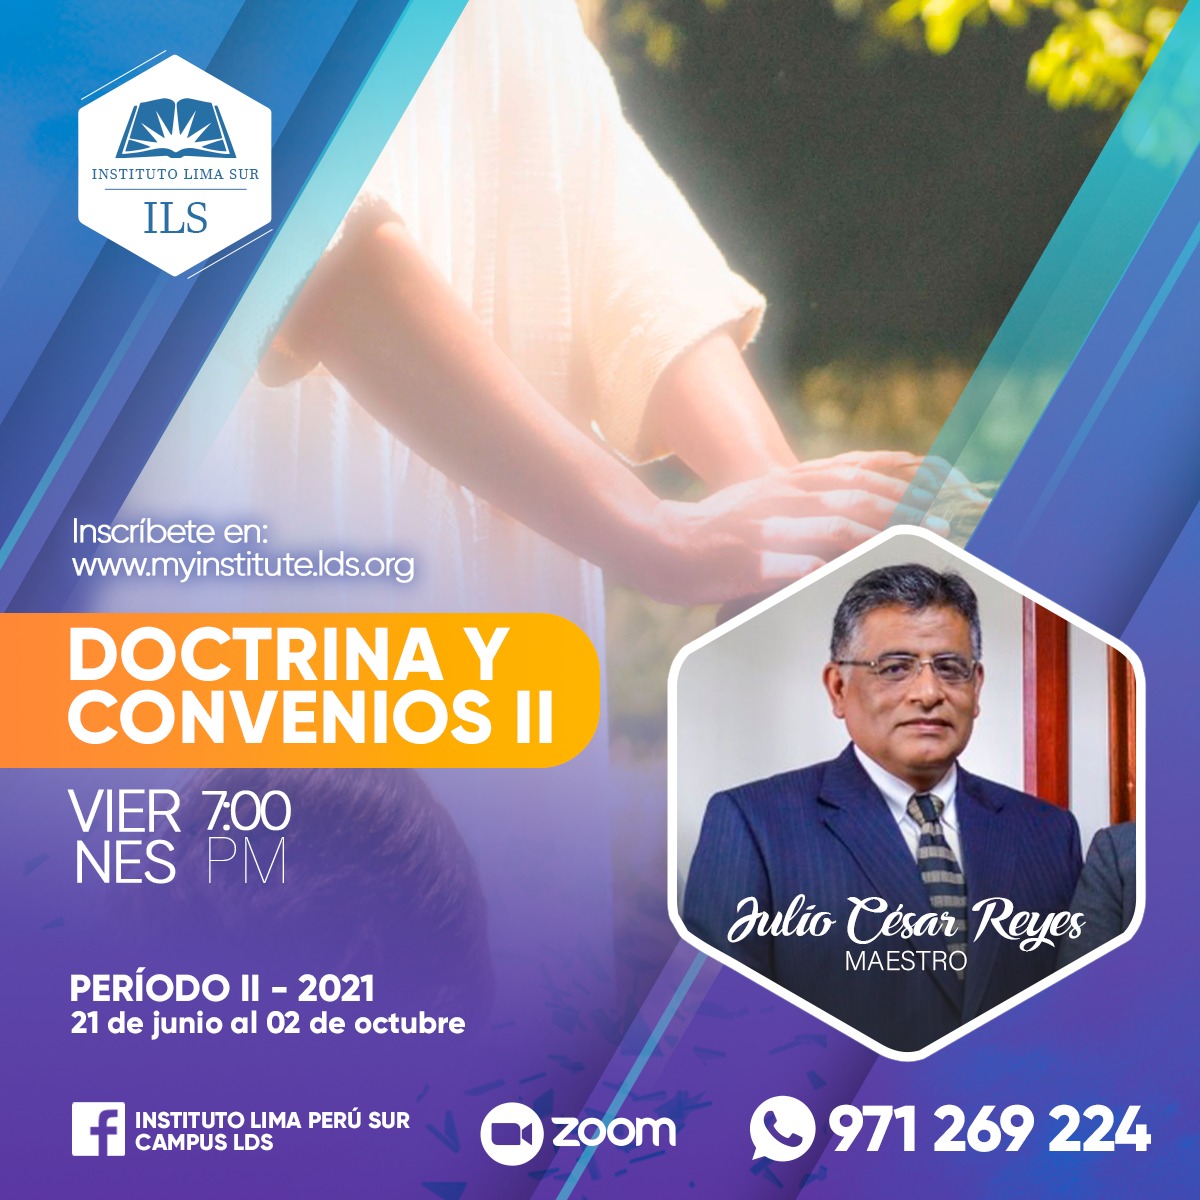 INSTITUTO LIMA SUR
ILS
Inscríbete en:
www.myinstitute.lds.org
DOCTRINA Y
CONVENIOS II
VIER
NES
7:00
PM
Julio César Reyes
MAESTRO
PERÍODO II - 2021
21 de junio al 02 de octubre
INSTITUTO LIMA PERÚ SUR
CAMPUS LDS
zoom
971 269 224